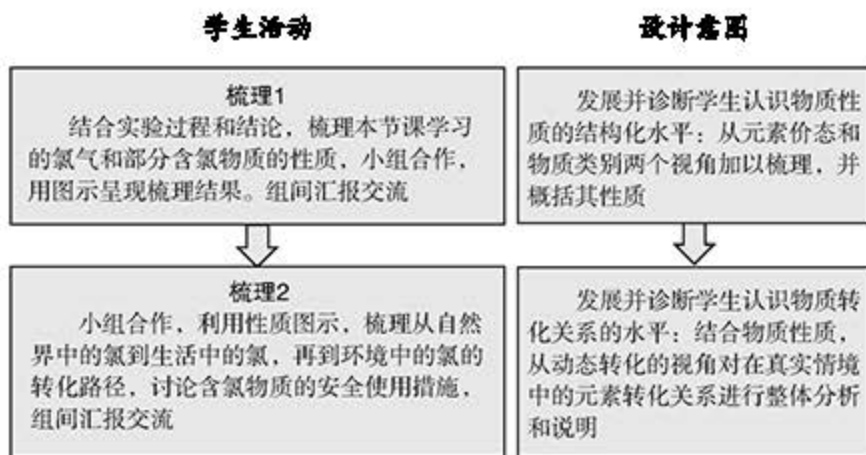 学生活动
设计意图
梳理1
结合实验过程和结论，梳理本节课学习
的氯气和部分含氯物质的性质，小组合作，
用图示呈现梳理结果。组间汇报交流
发展并诊断学生认识物质性
质的结构化水平：从元素价态和
物质类别两个视角加以梳理，并
概括其性质
梳理2
小组合作，利用性质图示，梳理从自然
界中的氯到生活中的氯，再到环境中的氯的
转化路径，讨论含氯物质的安全使用措施，
组间汇报交流
发展并诊断学生认识物质转
化关系的水平：结合物质性质，
从动态转化的视角对在真实情境
中的元素转化关系进行整体分析
和说明